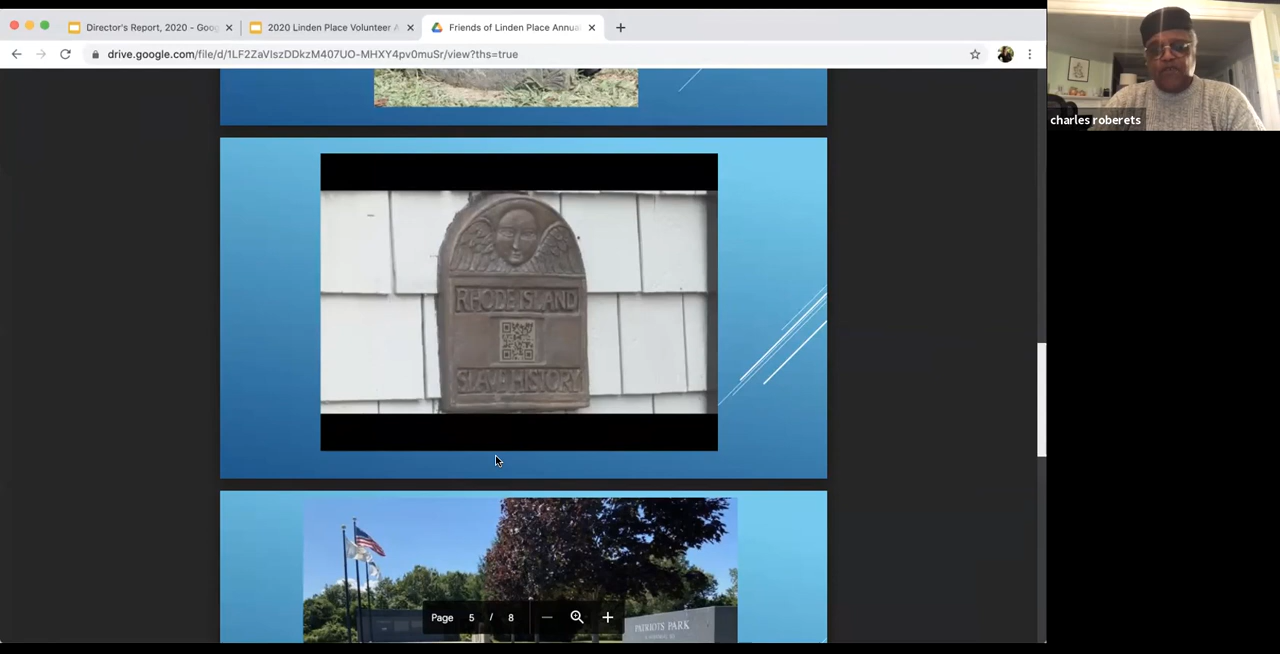 Director's Report, 2020 - Goog
2020 Linden Place Volunteer A
Friends of Linden Place Annua
drive.google.com/file/d/1LF2ZaVIszDDkzM407UO-MHXY4pv0muSr/view?ths=true
charles roberets
RHODE ISLAND
SLAVE HISTORY
PATRIOTS PARK
Page 5 / 8